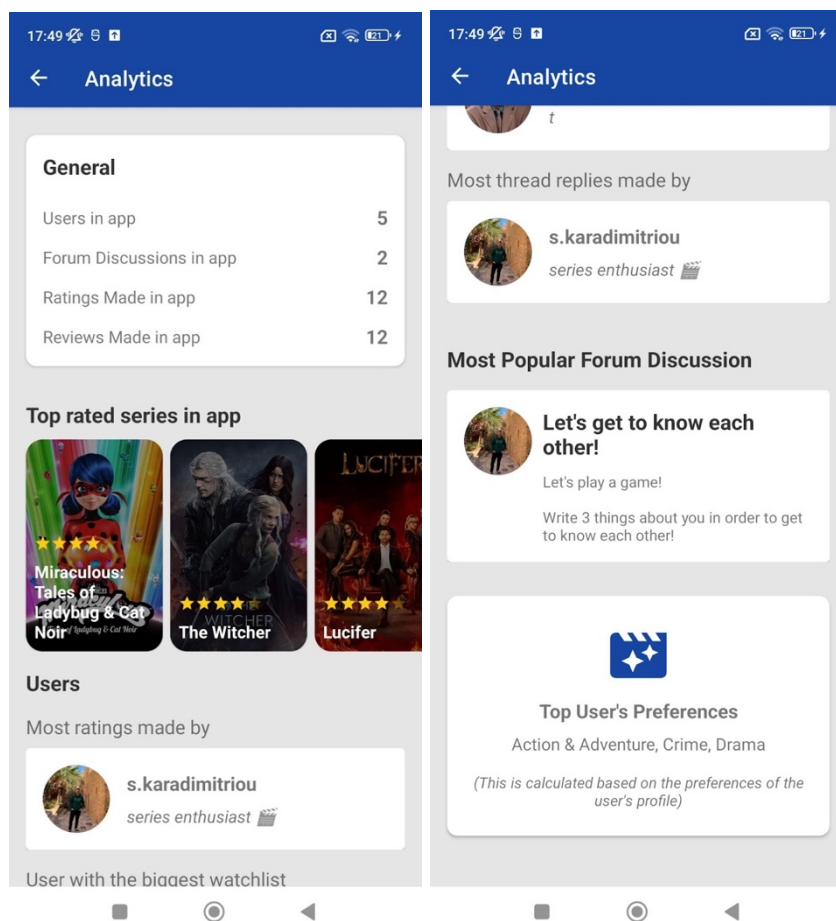 17:49
21
Analytics
General
Users in app 5
Forum Discussions in app 2
Ratings Made in app 12
Reviews Made in app 12
Top rated series in app
Miraculous:
Tales of
Ladybug & Cat
Noir
THE
WITCHER
The Witcher
LUCIFER
Lucifer
Users
Most ratings made by
s.karadimitriou
series enthusiast
User with the biggest watchlist
17:49
21
Analytics
t
Most thread replies made by
s.karadimitriou
series enthusiast
Most Popular Forum Discussion
Let's get to know each
other!
Let's play a game!
Write 3 things about you in order to get
to know each other!
Top User's Preferences
Action & Adventure, Crime, Drama
(This is calculated based on the preferences of the
user's profile)